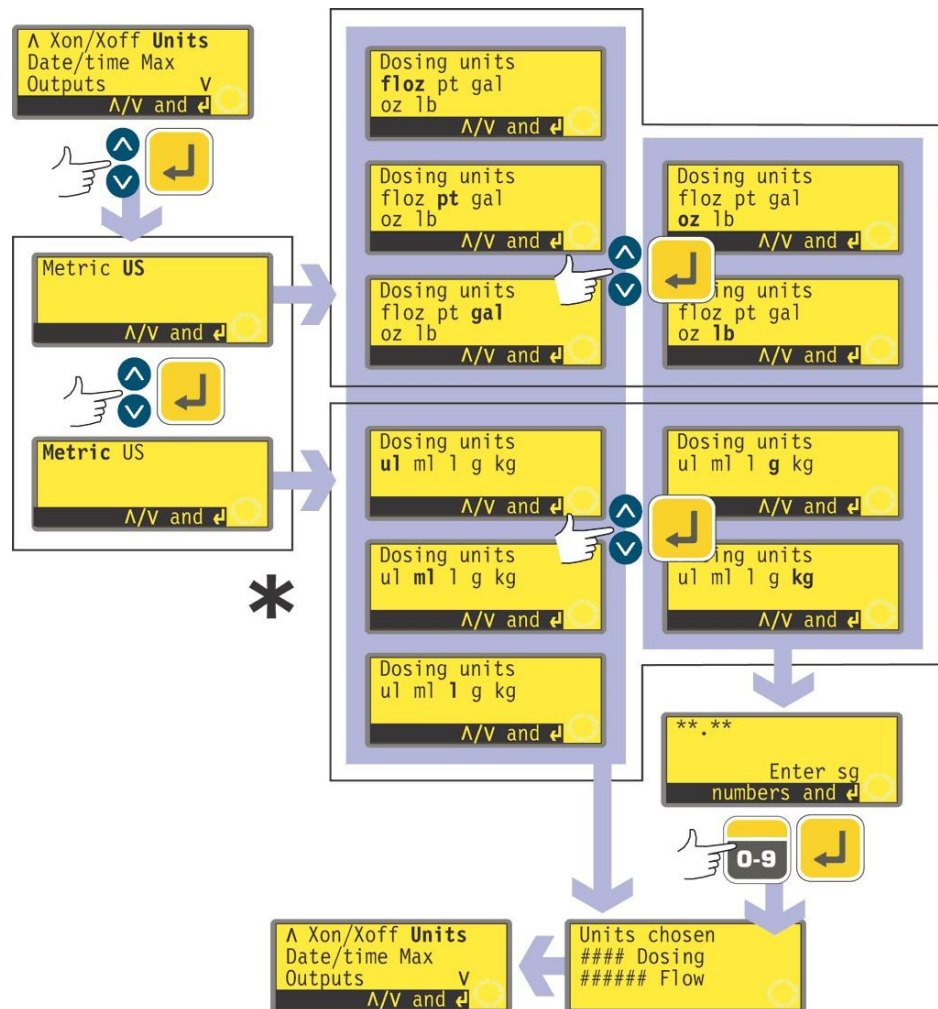 Λ Xon/Xoff Units
Date/time Max
Outputs V
Λ/V and ↲
Metric US
Λ/V and ↲
Metric US
Λ/V and ↲
*
Dosing units
floz pt gal
oz lb
Λ/V and ↲
Dosing units
floz pt gal
oz lb
Λ/V and ↲
Dosing units
floz pt gal
oz lb
Λ/V and ↲
Dosing units
floz pt gal
oz lb
Λ/V and ↲
ing units
floz pt gal
oz lb
Λ/V and ↲
Dosing units
ul ml l g kg
Λ/V and ↲
Dosing units
ul ml l g kg
Λ/V and ↲
Dosing units
ul ml l g kg
Λ/V and ↲
Dosing units
ul ml l g kg
Λ/V and ↲
ing units
ul ml l g kg
Λ/V and ↲
**.**
Enter sg
numbers and ↲
0-9
Units chosen
#### Dosing
###### Flow
Λ Xon/Xoff Units
Date/time Max
Outputs V
Λ/V and ↲